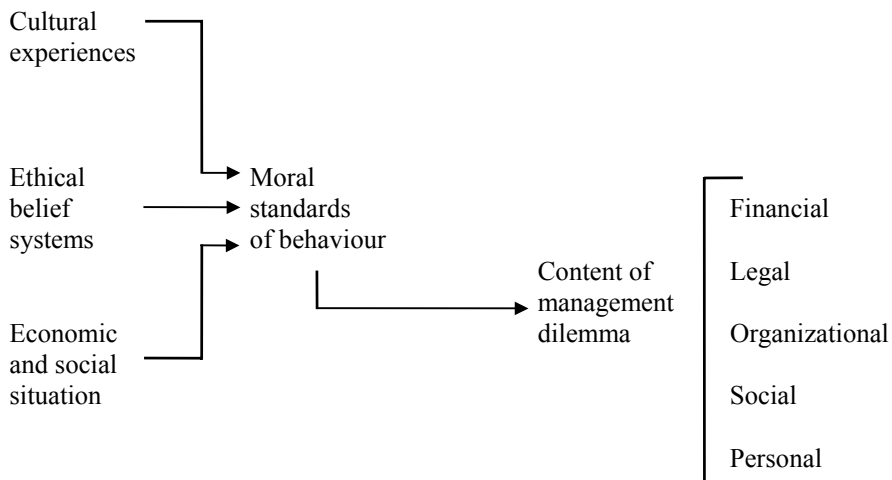 Cultural
experiences
Ethical
belief
systems
Economic
and social
situation
Moral
standards
of behaviour
Content of
management
dilemma
Financial
Legal
Organizational
Social
Personal